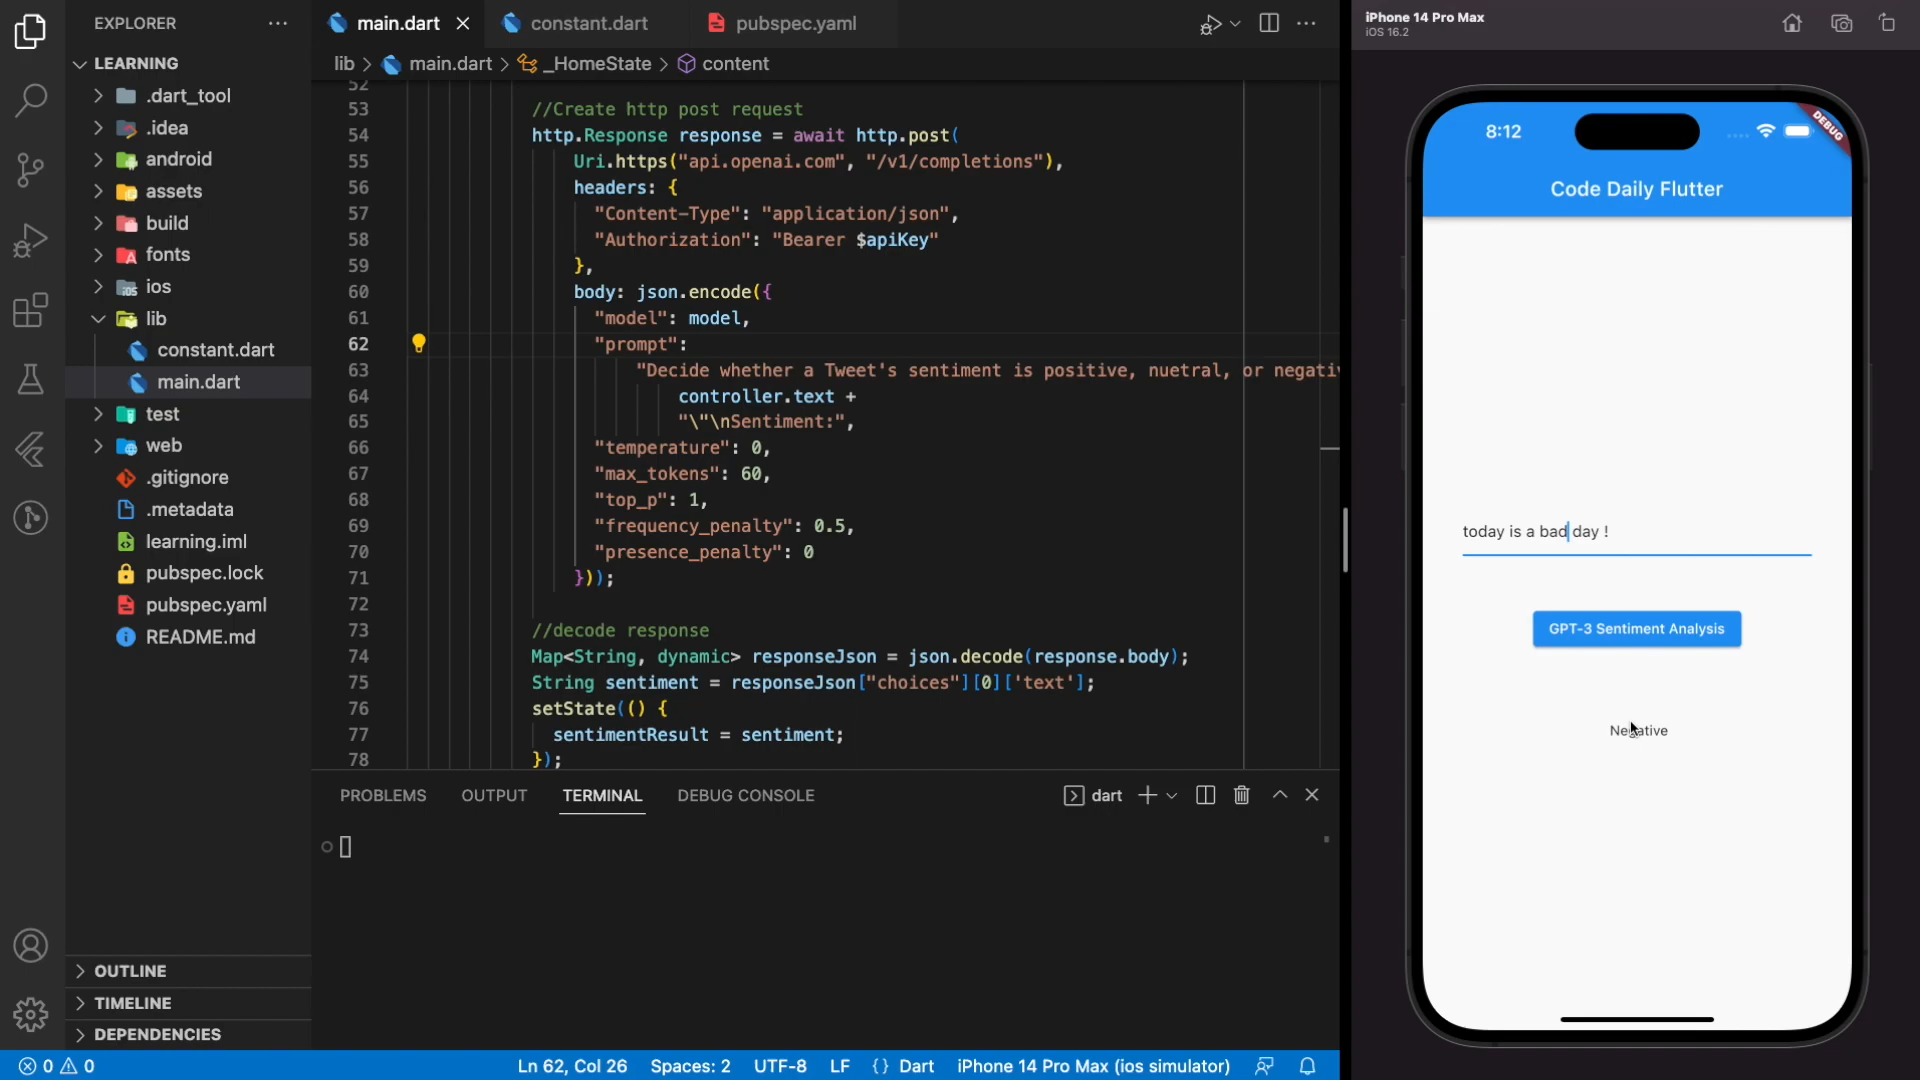 EXPLORER
LEARNING
.dart_tool
.idea
android
assets
build
fonts
ios
lib
constant.dart
main.dart
test
web
.gitignore
.metadata
learning.iml
pubspec.lock
pubspec.yaml
README.md
OUTLINE
TIMELINE
DEPENDENCIES
main.dart
constant.dart
pubspec.yaml
lib > main.dart > _HomeState > content
52
53 //Create http post request
54 http.Response response = await http.post(
55 Uri.https("api.openai.com", "/v1/completions"),
56 headers: {
57 "Content-Type": "application/json",
58 "Authorization": "Bearer $apiKey"
59 },
60 body: json.encode({
61 "model": model,
62 "prompt":
63 "Decide whether a Tweet's sentiment is positive, nuetral, or negativ
64 controller.text +
65 "\"\nSentiment:",
66 "temperature": 0,
67 "max_tokens": 60,
68 "top_p": 1,
69 "frequency_penalty": 0.5,
70 "presence_penalty": 0
71 }));
72
73 //decode response
74 Map<String, dynamic> responseJson = json.decode(response.body);
75 String sentiment = responseJson["choices"][0]['text'];
76 setState(() {
77 sentimentResult = sentiment;
78 });
PROBLEMS OUTPUT TERMINAL DEBUG CONSOLE
dart
0 0
Ln 62, Col 26 Spaces: 2 UTF-8 LF {} Dart iPhone 14 Pro Max (ios simulator)
iPhone 14 Pro Max
iOS 16.2
8:12
DEBUG
Code Daily Flutter
today is a bad day !
GPT-3 Sentiment Analysis
Negative